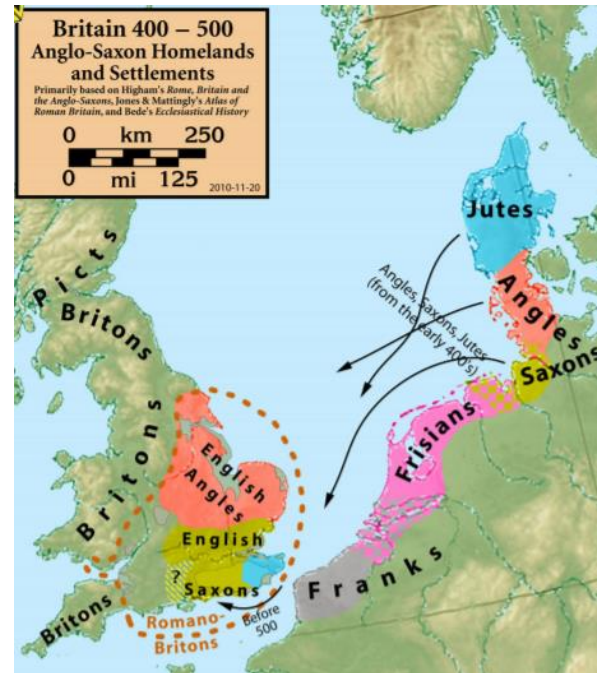 Britain 400 – 500
Anglo-Saxon Homelands
and Settlements
Primarily based on Higham's Rome, Britain and
the Anglo-Saxons, Jones & Mattingly's Atlas of
Roman Britain, and Bede's Ecclesiastical History
0 km 250
0 mi 125
2010-11-20
Jutes
Angles
Saxons
Angles, Saxons, Jutes
(from the early 400's)
Frisians
Franks
Picts
Britons
Britons
English
Angles
English
?
Saxons
Britons
Romano-
Britons
Before
500